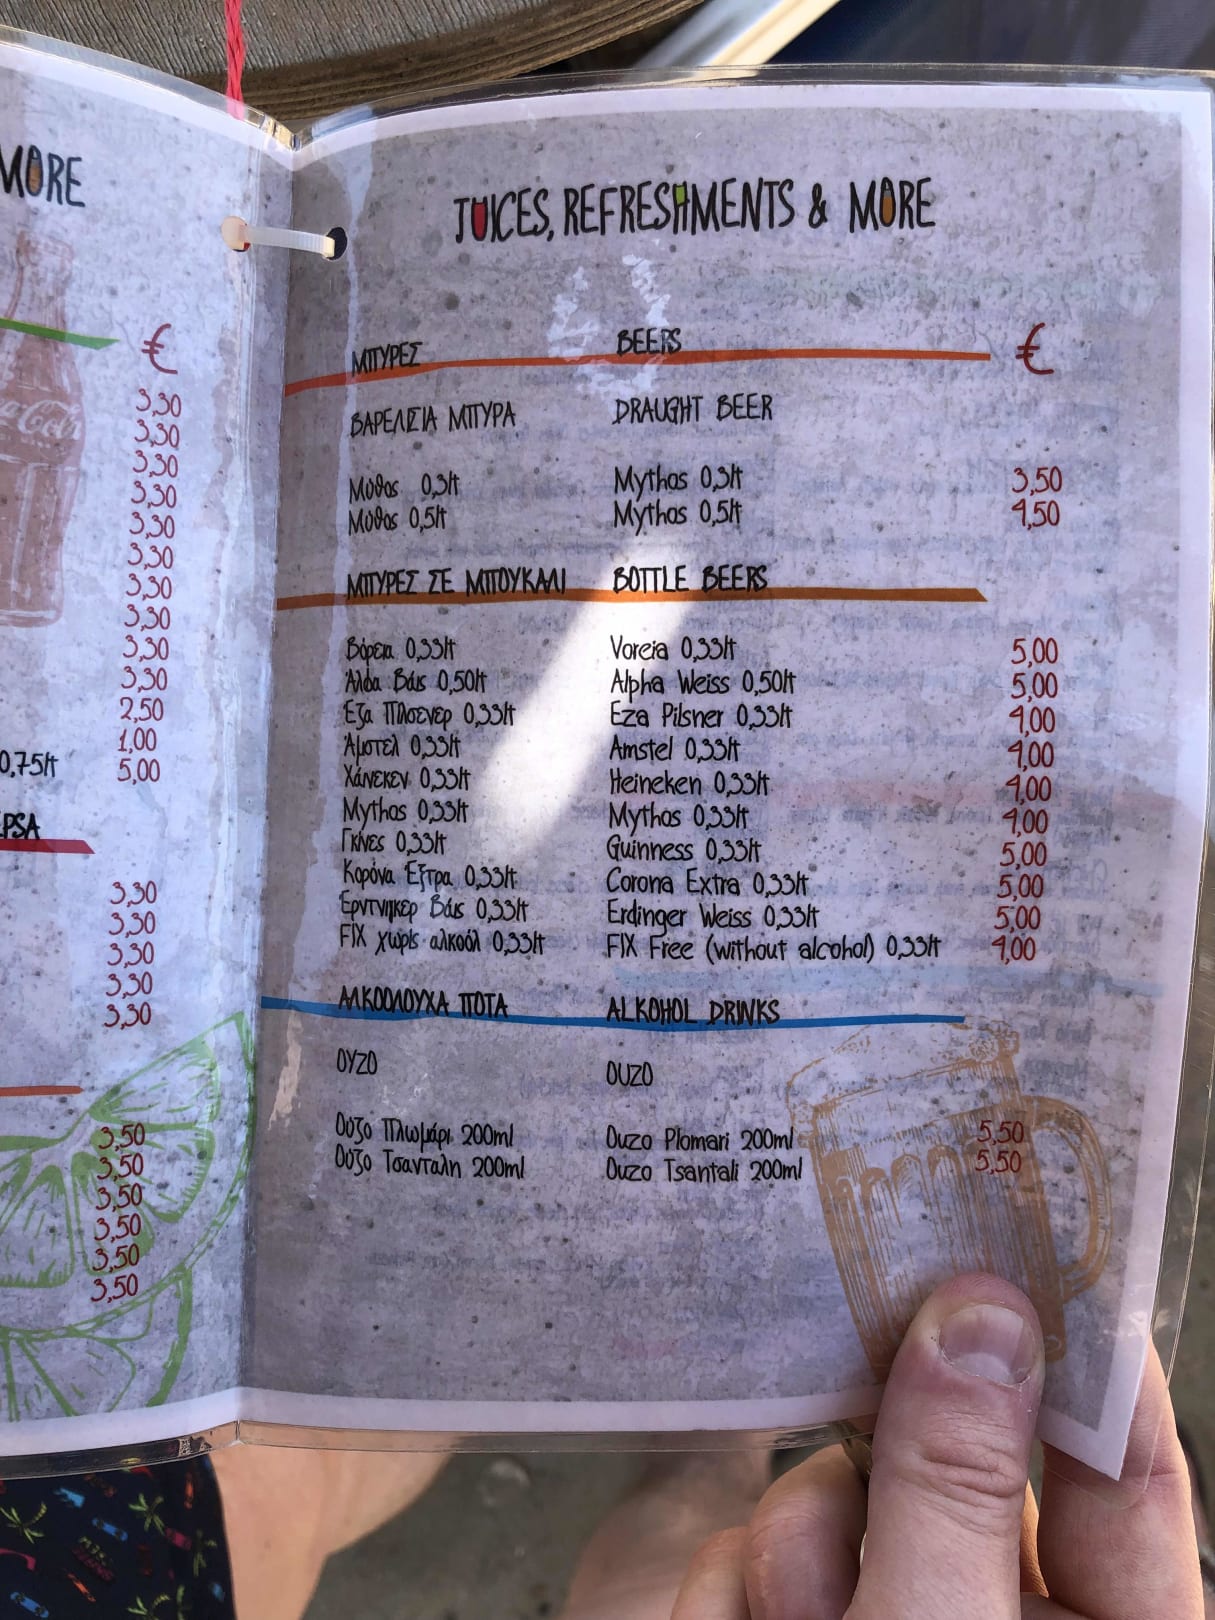 MORE
€
3,30
3,30
3,30
3,30
3,30
3,30
3,30
3,30
3,30
3,30
2,50
1,00
0,75lt 5,00
3,30
3,30
3,30
3,30
3,30
3,50
3,50
3,50
3,50
3,50
3,50
JUICES, REFRESHMENTS & MORE
ΜΠΥΡΕΣ BEERS €
ΒΑΡΕΛΙΣΙΑ ΜΠΥΡΑ DRAUGHT BEER
Μύθος 0,3lt Mythos 0,3lt 3,50
Μύθος 0,5lt Mythos 0,5lt 4,50
ΜΠΥΡΕΣ ΣΕ ΜΠΟΥΚΑΛΙ BOTTLE BEERS
Βόρεια 0,33lt Voreia 0,33lt 5,00
Άλφα Βάις 0,50lt Alpha Weiss 0,50lt 5,00
Έζα Πίλσενερ 0,33lt Eza Pilsner 0,33lt 4,00
Άμστελ 0,33lt Amstel 0,33lt 4,00
Χάινεκεν 0,33lt Heineken 0,33lt 4,00
Mythos 0,33lt Mythos 0,33lt 4,00
Γκίνες 0,33lt Guinness 0,33lt 5,00
Κορόνα Έξτρα 0,33lt Corona Extra 0,33lt 5,00
Έρντινγκερ Βάις 0,33lt Erdinger Weiss 0,33lt 5,00
FIX χωρίς αλκοόλ 0,33lt FIX Free (without alcohol) 0,33lt 4,00
ΑΛΚΟΟΛΟΥΧΑ ΠΟΤΑ ALKOHOL DRINKS
ΟΥΖΟ OUZO
Ούζο Πλωμάρι 200ml Ouzo Plomari 200ml 5,50
Ούζο Τσάνταλη 200ml Ouzo Tsantali 200ml 5,50